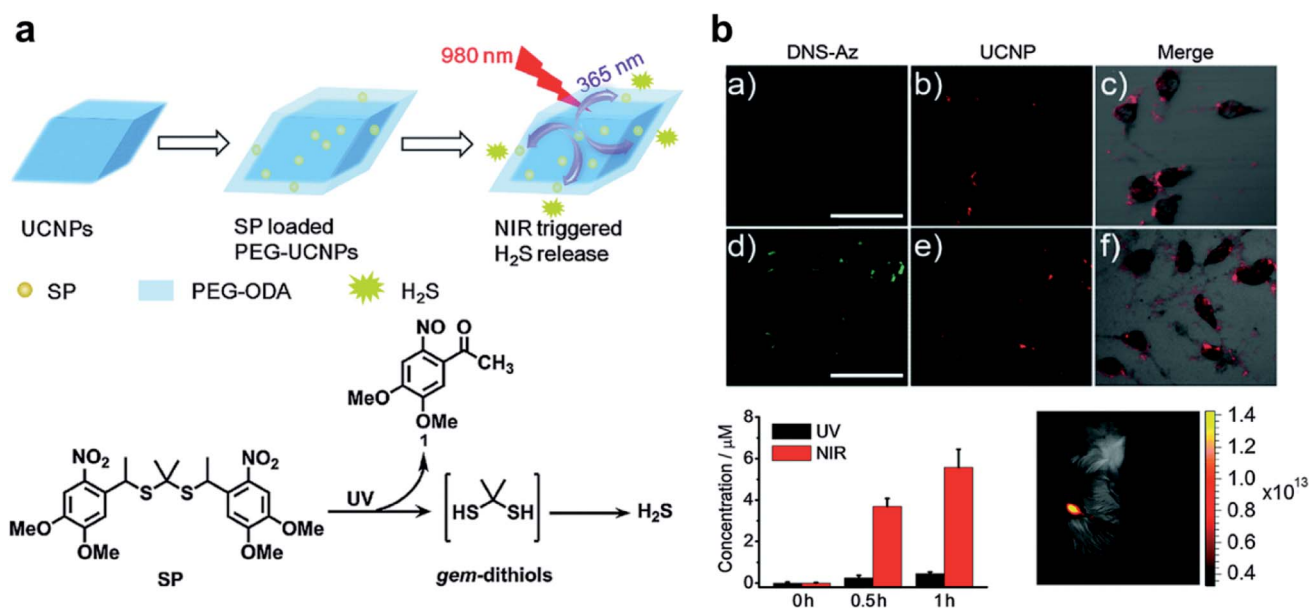 a
980 nm
365 nm
UCNPs
SP loaded
PEG-UCNPs
NIR triggered
H₂S release
SP
PEG-ODA
H₂S
NO
O
CH₃
MeO
OMe
1
NO₂
S
S
NO₂
MeO
OMe
OMe
OMe
SP
UV
HS
SH
gem-dithiols
H₂S
b
DNS-Az
UCNP
Merge
a)
b)
c)
d)
e)
f)
Concentration / μM
8
6
4
2
0
UV
NIR
0h
0.5h
1h
1.4
1.2
1.0
0.8
0.6
0.4
x10¹³